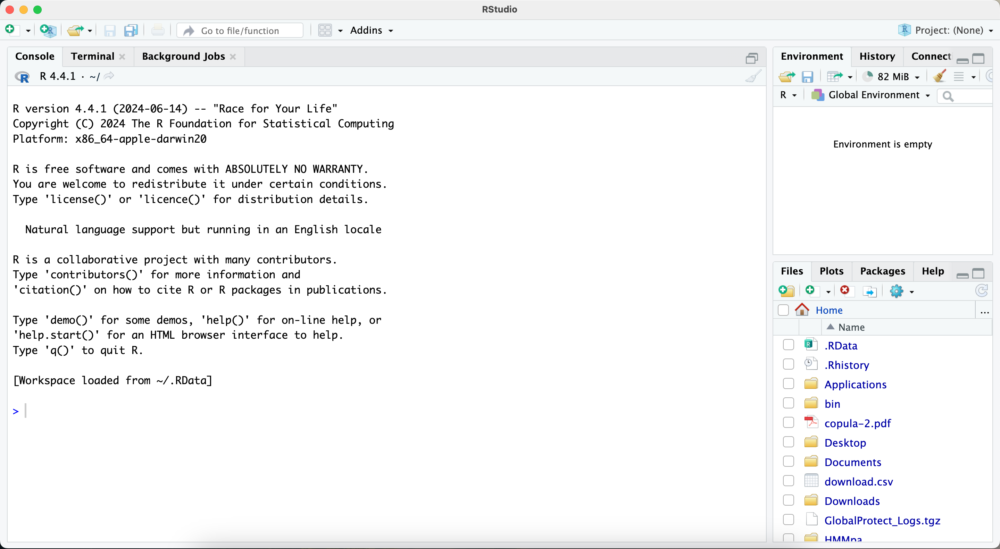 RStudio
Go to file/function
Addins
Project: (None)
Console
Terminal
Background Jobs
R 4.4.1 · ~/
R version 4.4.1 (2024-06-14) -- "Race for Your Life"
Copyright (C) 2024 The R Foundation for Statistical Computing
Platform: x86_64-apple-darwin20
R is free software and comes with ABSOLUTELY NO WARRANTY.
You are welcome to redistribute it under certain conditions.
Type 'license()' or 'licence()' for distribution details.
Natural language support but running in an English locale
R is a collaborative project with many contributors.
Type 'contributors()' for more information and
'citation()' on how to cite R or R packages in publications.
Type 'demo()' for some demos, 'help()' for on-line help, or
'help.start()' for an HTML browser interface to help.
Type 'q()' to quit R.
[Workspace loaded from ~/.RData]
>
Environment
History
Connecti
82 MiB
R
Global Environment
Environment is empty
Files
Plots
Packages
Help
Home
...
Name
.RData
.Rhistory
Applications
bin
copula-2.pdf
Desktop
Documents
download.csv
Downloads
GlobalProtect_Logs.tgz
HMMpa